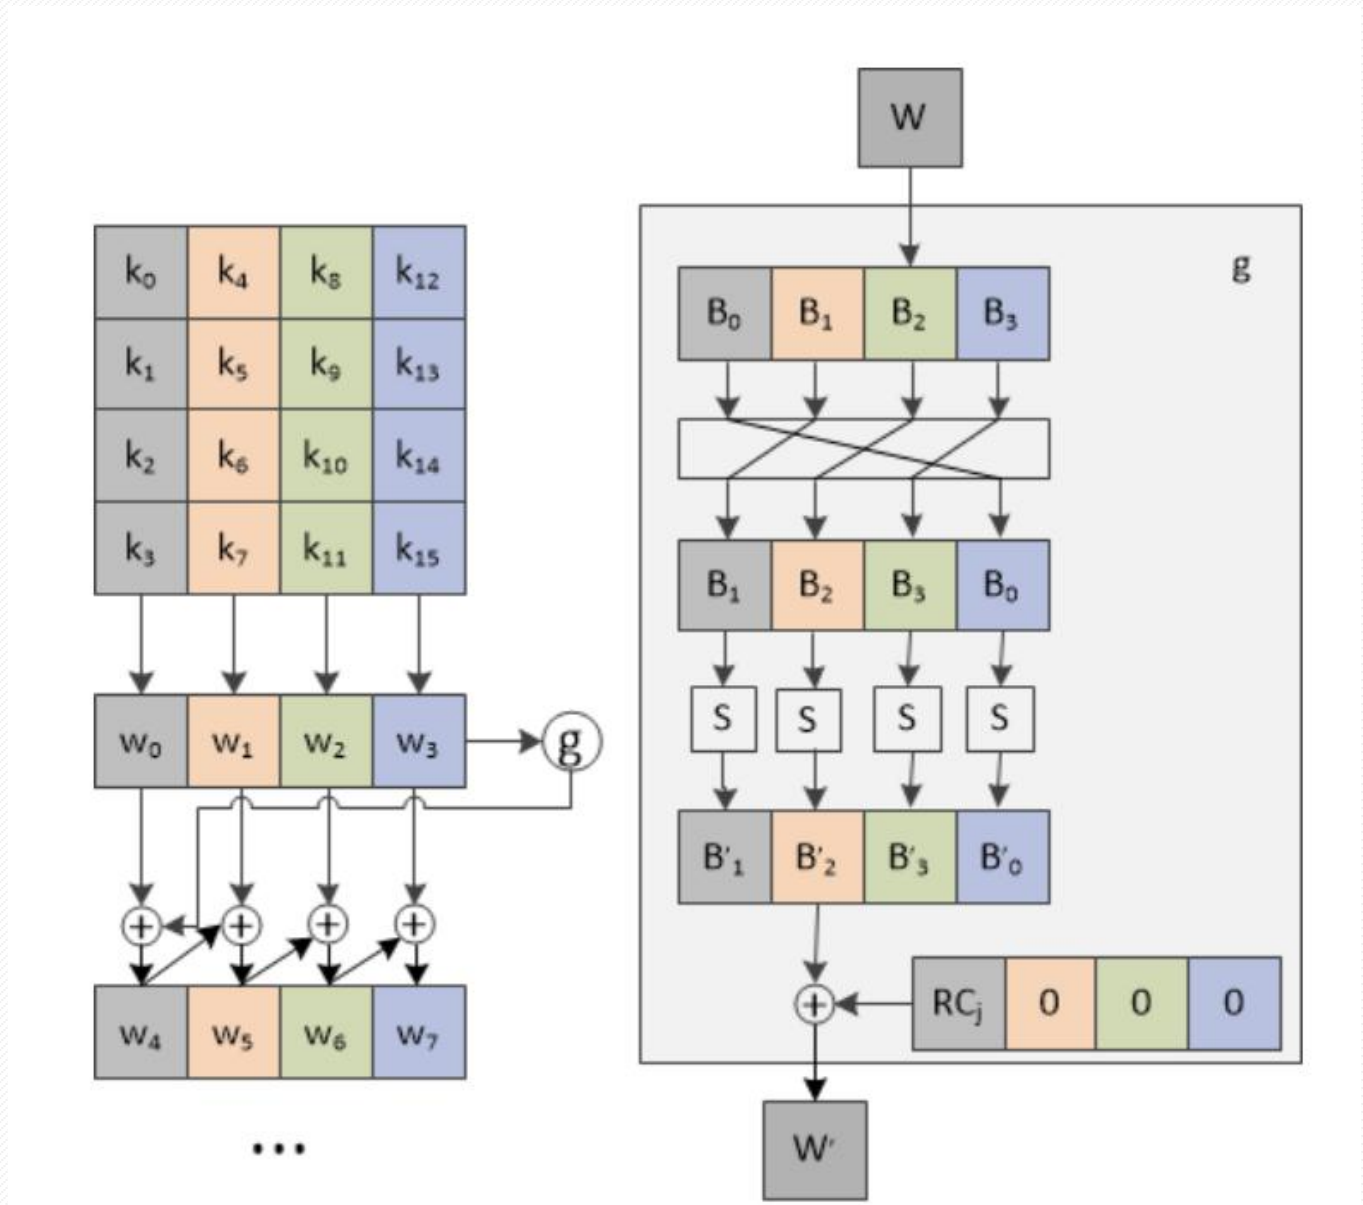 k₀ k₄ k₈ k₁₂
k₁ k₅ k₉ k₁₃
k₂ k₆ k₁₀ k₁₄
k₃ k₇ k₁₁ k₁₅
w₀ w₁ w₂ w₃ g
+ + + +
w₄ w₅ w₆ w₇
...
W
g
B₀ B₁ B₂ B₃
B₁ B₂ B₃ B₀
S S S S
B'₁ B'₂ B'₃ B'₀
+ RCⱼ 0 0 0
W'